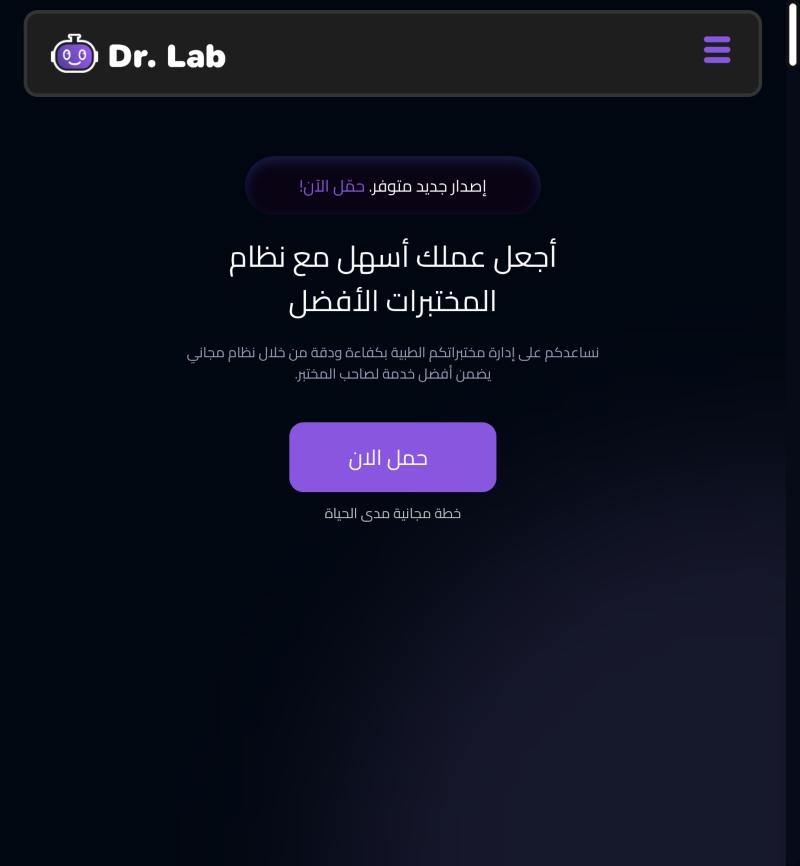 Dr. Lab
إصدار جديد متوفر. حمّل الآن!
أجعل عملك أسهل مع نظام
المختبرات الأفضل
نساعدكم على إدارة مختبراتكم الطبية بكفاءة ودقة من خلال نظام مجاني
يضمن أفضل خدمة لصاحب المختبر.
حمل الان
خطة مجانية مدى الحياة